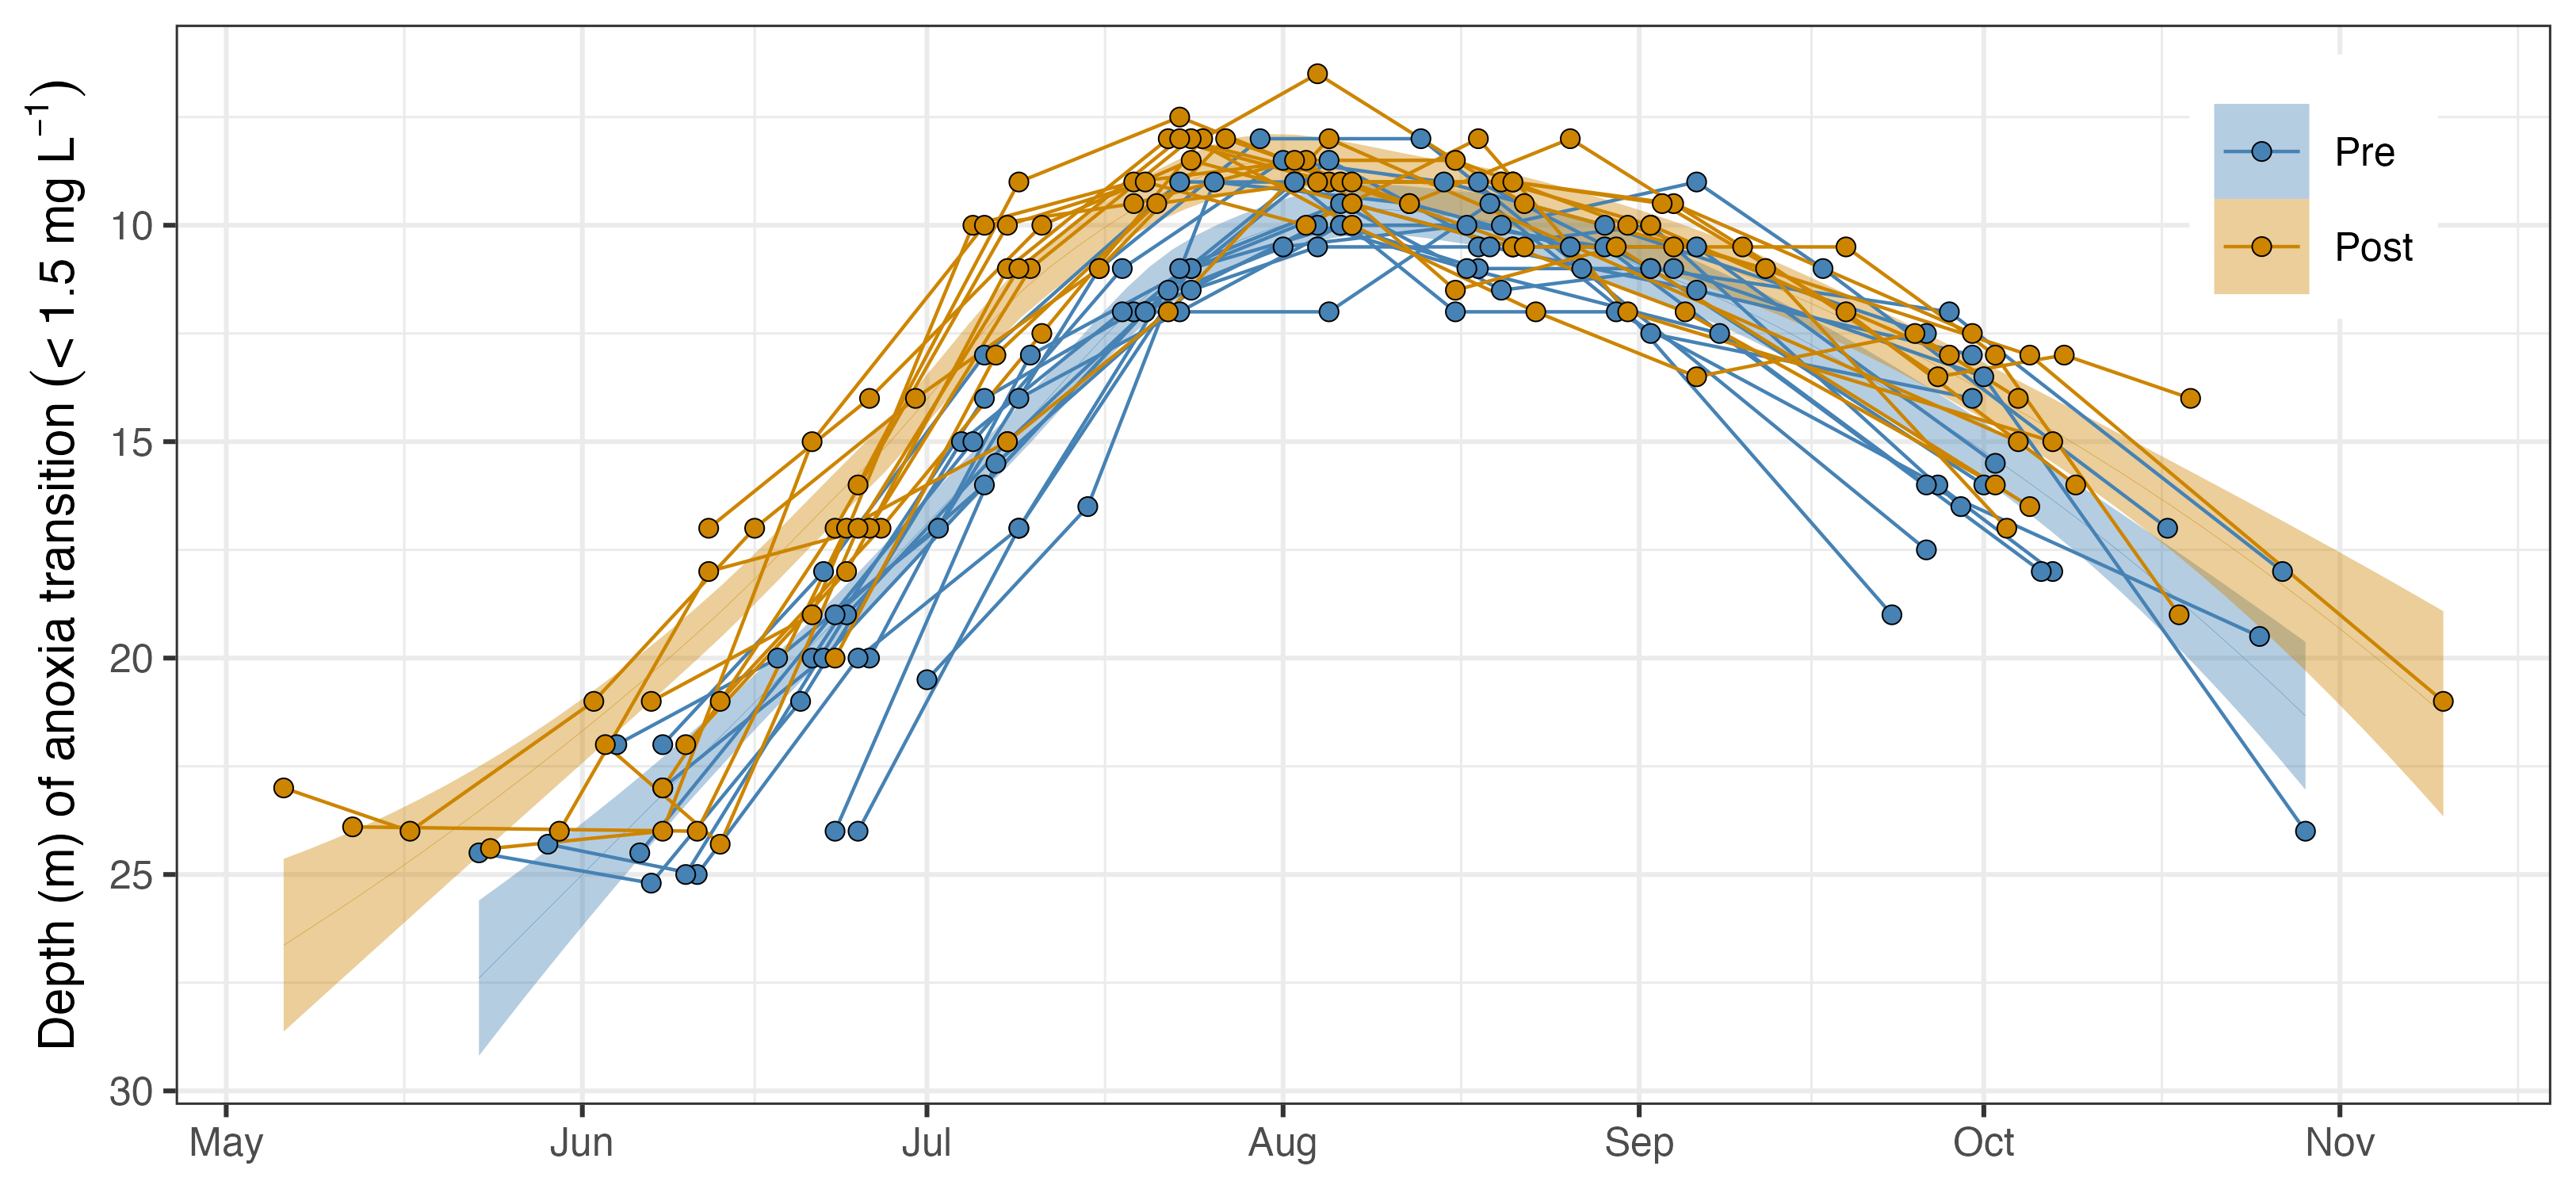 Depth (m) of anoxia transition (< 1.5 mg L⁻¹)
10
15
20
25
30
May Jun Jul Aug Sep Oct Nov
Pre
Post